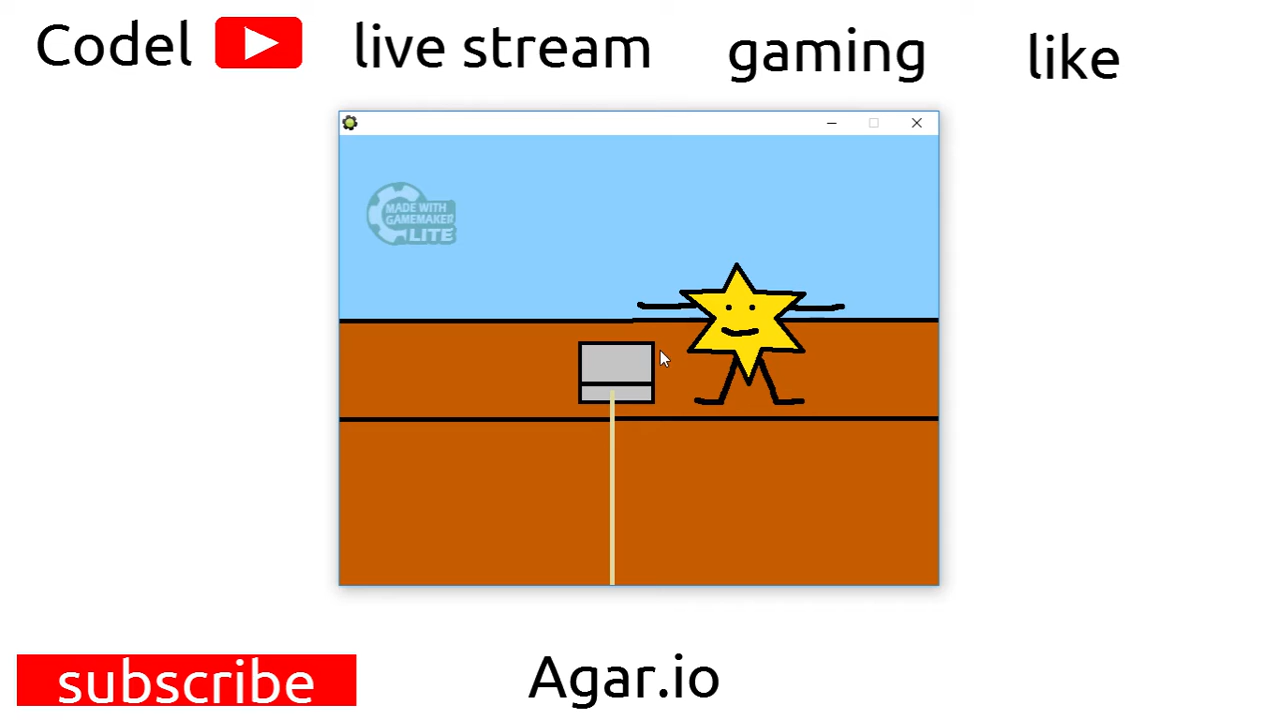 Codel live stream gaming like
MADE WITH
GAMEMAKER
LITE
subscribe Agar.io